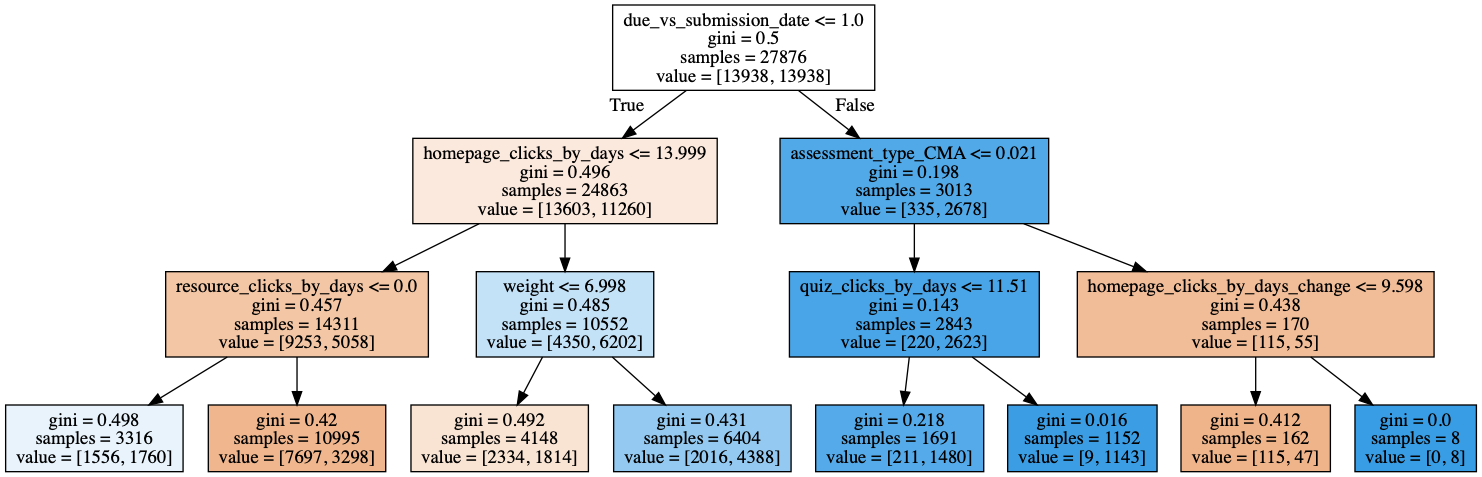 due_vs_submission_date <= 1.0
gini = 0.5
samples = 27876
value = [13938, 13938]
True
False
homepage_clicks_by_days <= 13.999
gini = 0.496
samples = 24863
value = [13603, 11260]
assessment_type_CMA <= 0.021
gini = 0.198
samples = 3013
value = [335, 2678]
resource_clicks_by_days <= 0.0
gini = 0.457
samples = 14311
value = [9253, 5058]
weight <= 6.998
gini = 0.485
samples = 10552
value = [4350, 6202]
quiz_clicks_by_days <= 11.51
gini = 0.143
samples = 2843
value = [220, 2623]
homepage_clicks_by_days_change <= 9.598
gini = 0.438
samples = 170
value = [115, 55]
gini = 0.498
samples = 3316
value = [1556, 1760]
gini = 0.42
samples = 10995
value = [7697, 3298]
gini = 0.492
samples = 4148
value = [2334, 1814]
gini = 0.431
samples = 6404
value = [2016, 4388]
gini = 0.218
samples = 1691
value = [211, 1480]
gini = 0.016
samples = 1152
value = [9, 1143]
gini = 0.412
samples = 162
value = [115, 47]
gini = 0.0
samples = 8
value = [0, 8]